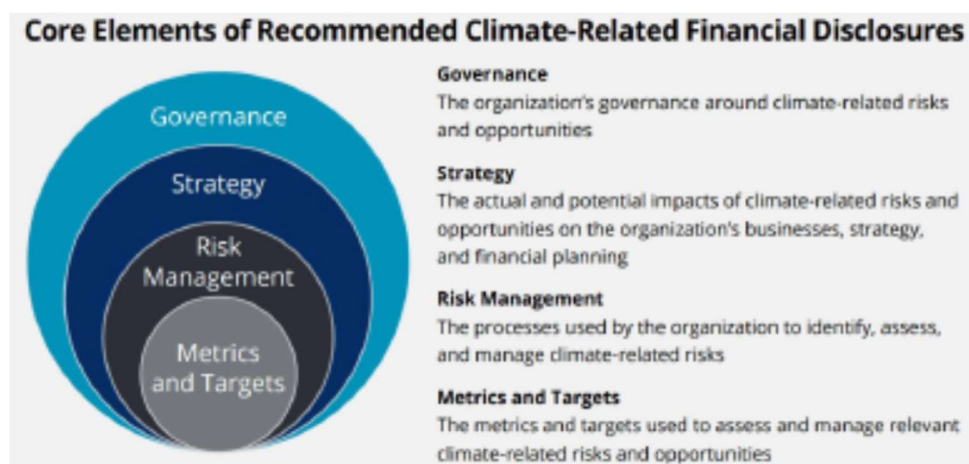 Core Elements of Recommended Climate-Related Financial Disclosures
Governance
Strategy
Risk
Management
Metrics
and Targets
Governance
The organization's governance around climate-related risks
and opportunities
Strategy
The actual and potential impacts of climate-related risks and
opportunities on the organization's businesses, strategy,
and financial planning
Risk Management
The processes used by the organization to identify, assess,
and manage climate-related risks
Metrics and Targets
The metrics and targets used to assess and manage relevant
climate-related risks and opportunities